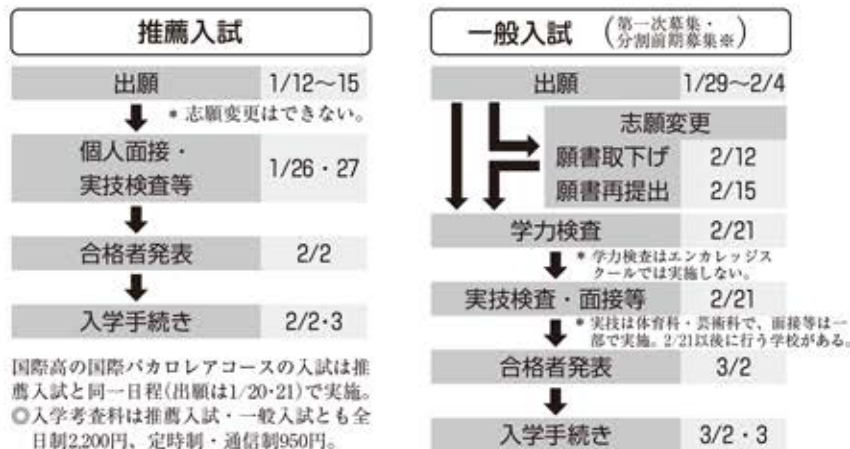 推薦入試
出願 1/12〜15
* 志願変更はできない。
個人面接・
実技検査等
1/26・27
合格者発表 2/2
入学手続き 2/2・3
国際高の国際バカロレアコースの入試は推
薦入試と同一日程(出願は1/20・21)で実施。
◎入学考査料は推薦入試・一般入試とも全
日制2,200円、定時制・通信制950円。
一般入試 (第一次募集・
分割前期募集※)
出願 1/29〜2/4
志願変更
願書取下げ 2/12
願書再提出 2/15
学力検査 2/21
* 学力検査はエンカレッジス
クールでは実施しない。
実技検査・面接等 2/21
* 実技は体育科・芸術科で、面接等は一
部で実施。2/21以後に行う学校がある。
合格者発表 3/2
入学手続き 3/2・3